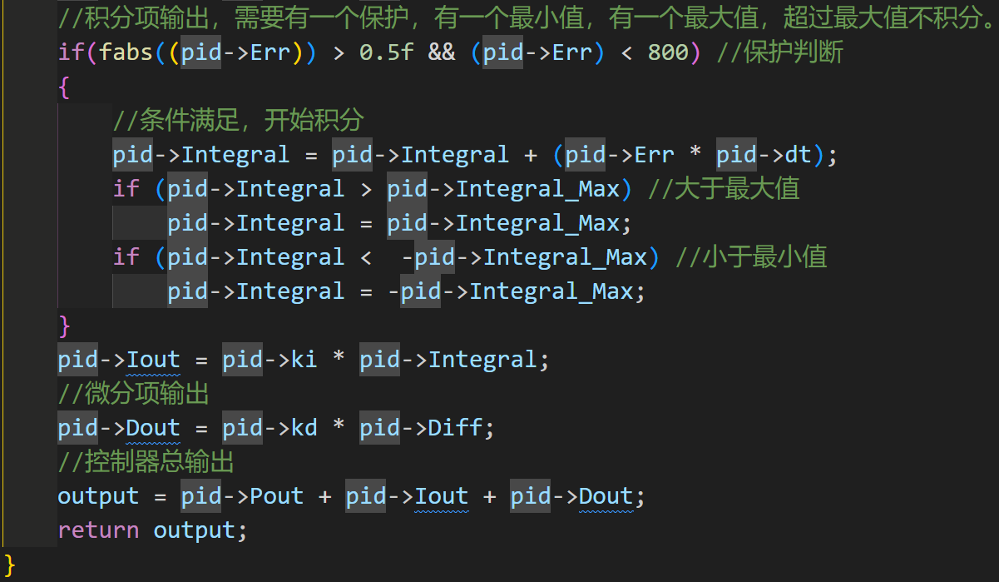 //积分项输出，需要有一个保护，有一个最小值，有一个最大值，超过最大值不积分。
if(fabs((pid->Err)) > 0.5f && (pid->Err) < 800) //保护判断
{
//条件满足，开始积分
pid->Integral = pid->Integral + (pid->Err * pid->dt);
if (pid->Integral > pid->Integral_Max) //大于最大值
pid->Integral = pid->Integral_Max;
if (pid->Integral <  -pid->Integral_Max) //小于最小值
pid->Integral = -pid->Integral_Max;
}
pid->Iout = pid->ki * pid->Integral;
//微分项输出
pid->Dout = pid->kd * pid->Diff;
//控制器总输出
output = pid->Pout + pid->Iout + pid->Dout;
return output;
}